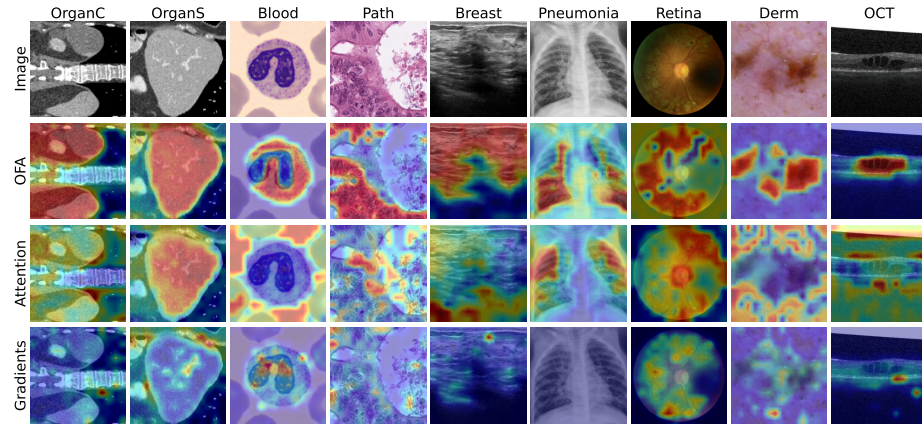 OrganC OrganS Blood Path Breast Pneumonia Retina Derm OCT
Image
OFA
Attention
Gradients